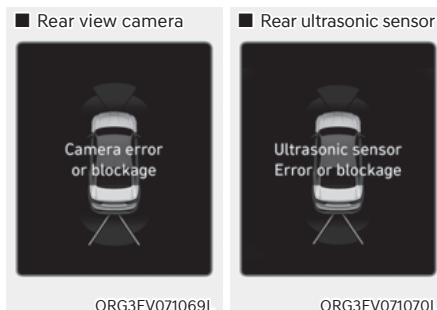 ■ Rear view camera
Camera error
or blockage
ORG3EV071069L
■ Rear ultrasonic sensor
Ultrasonic sensor
Error or blockage
ORG3EV071070L